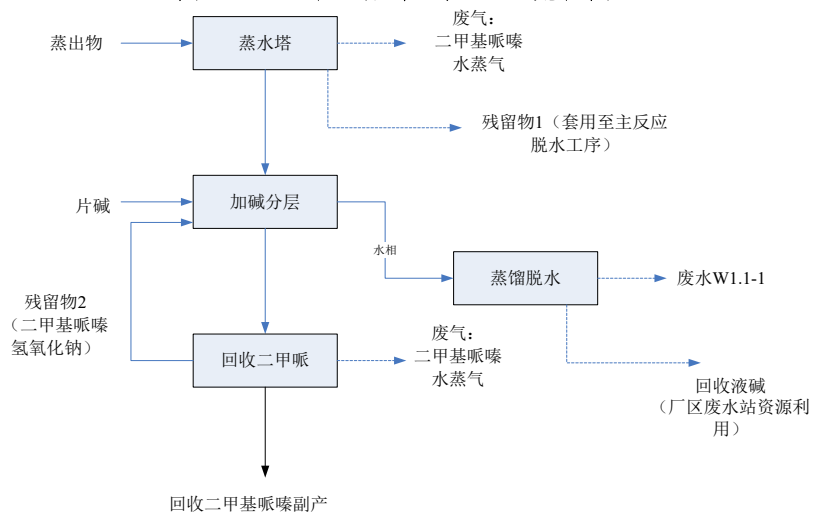 废气：
二甲基哌嗪
水蒸气
蒸出物
蒸水塔
残留物1（套用至主反应
脱水工序）
片碱
加碱分层
水相
蒸馏脱水
废水W1.1-1
残留物2
（二甲基哌嗪
氢氧化钠）
回收二甲哌
废气：
二甲基哌嗪
水蒸气
回收液碱
（厂区废水站资源利
用）
回收二甲基哌嗪副产